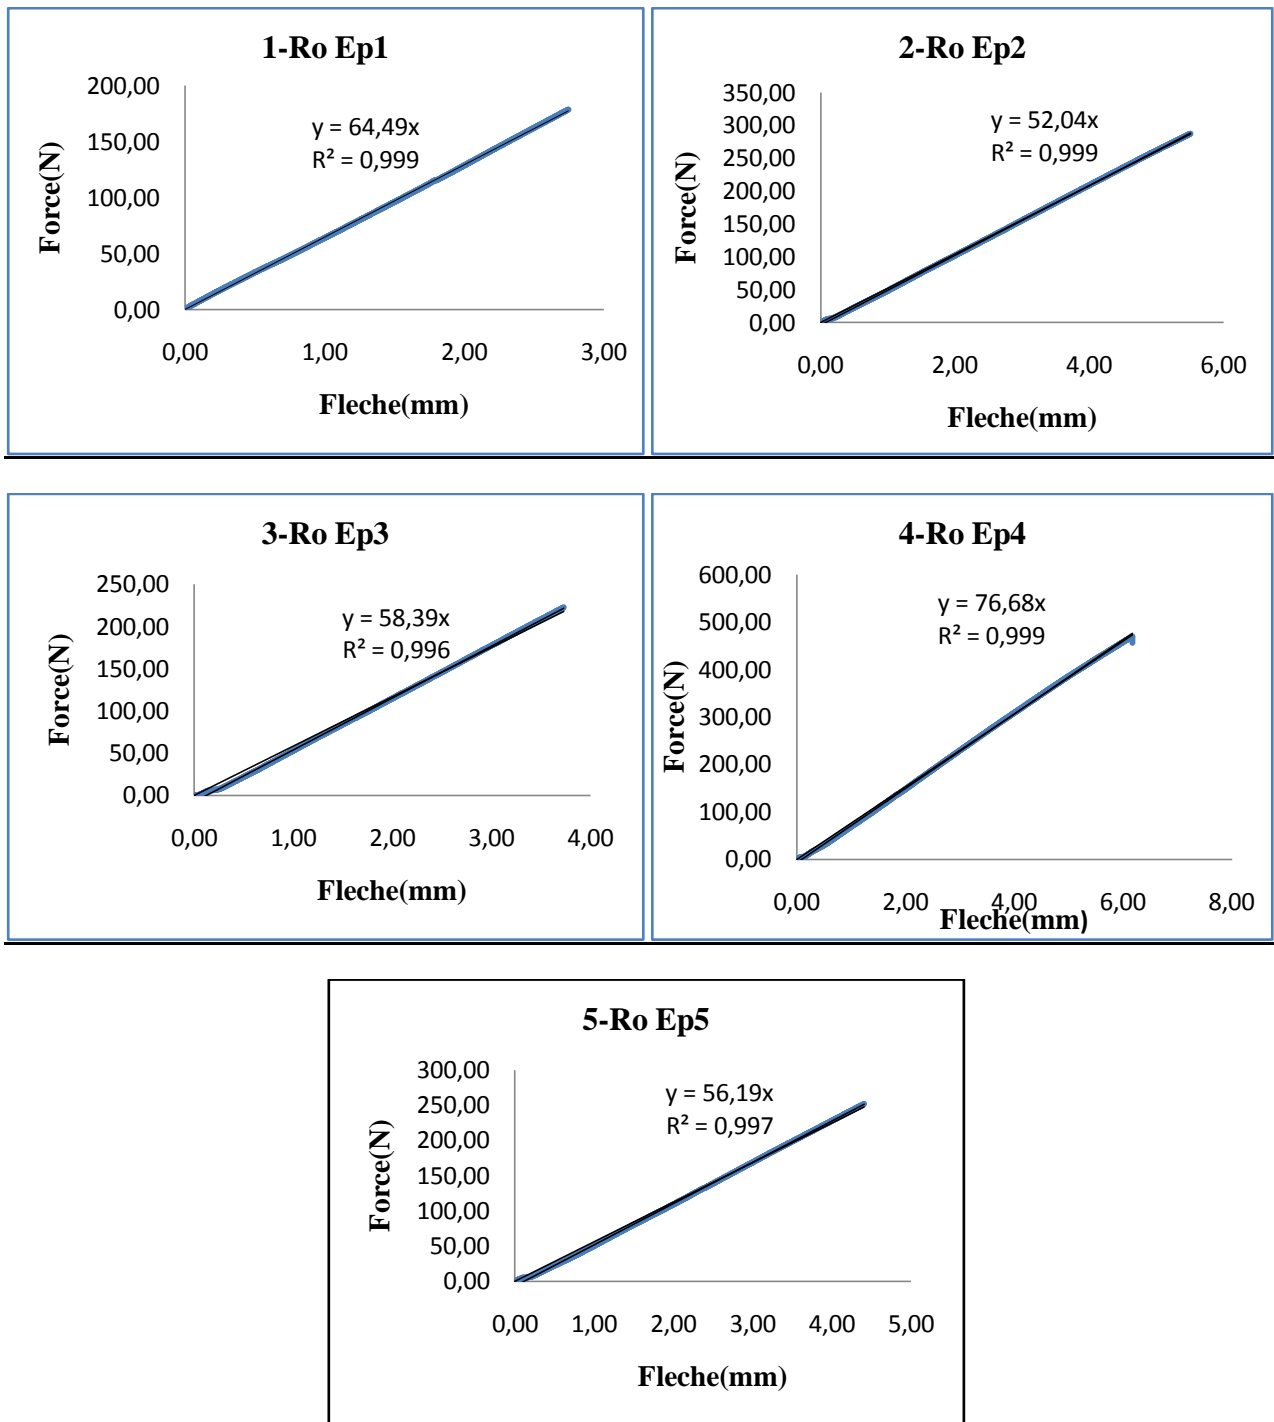 1-Ro Ep1
200,00
150,00
100,00
50,00
0,00
y = 64,49x
R² = 0,999
Force(N)
0,00 1,00 2,00 3,00
Fleche(mm)
2-Ro Ep2
350,00
300,00
250,00
200,00
150,00
100,00
50,00
0,00
y = 52,04x
R² = 0,999
Force(N)
0,00 2,00 4,00 6,00
Fleche(mm)
3-Ro Ep3
250,00
200,00
150,00
100,00
50,00
0,00
y = 58,39x
R² = 0,996
Force(N)
0,00 1,00 2,00 3,00 4,00
Fleche(mm)
4-Ro Ep4
600,00
500,00
400,00
300,00
200,00
100,00
0,00
y = 76,68x
R² = 0,999
Force(N)
0,00 2,00 4,00 6,00 8,00
Fleche(mm)
5-Ro Ep5
300,00
250,00
200,00
150,00
100,00
50,00
0,00
y = 56,19x
R² = 0,997
Force(N)
0,00 1,00 2,00 3,00 4,00 5,00
Fleche(mm)